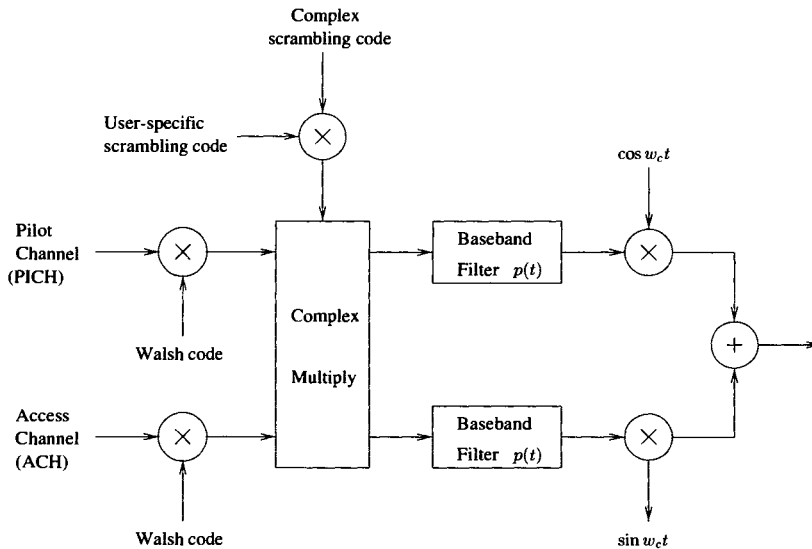 Complex
scrambling code
User-specific
scrambling code
×
cos w_c t
Pilot
Channel
(PICH)
×
Baseband
Filter p(t)
×
Complex
Multiply
Walsh code
+
Access
Channel
(ACH)
×
Baseband
Filter p(t)
×
Walsh code
sin w_c t